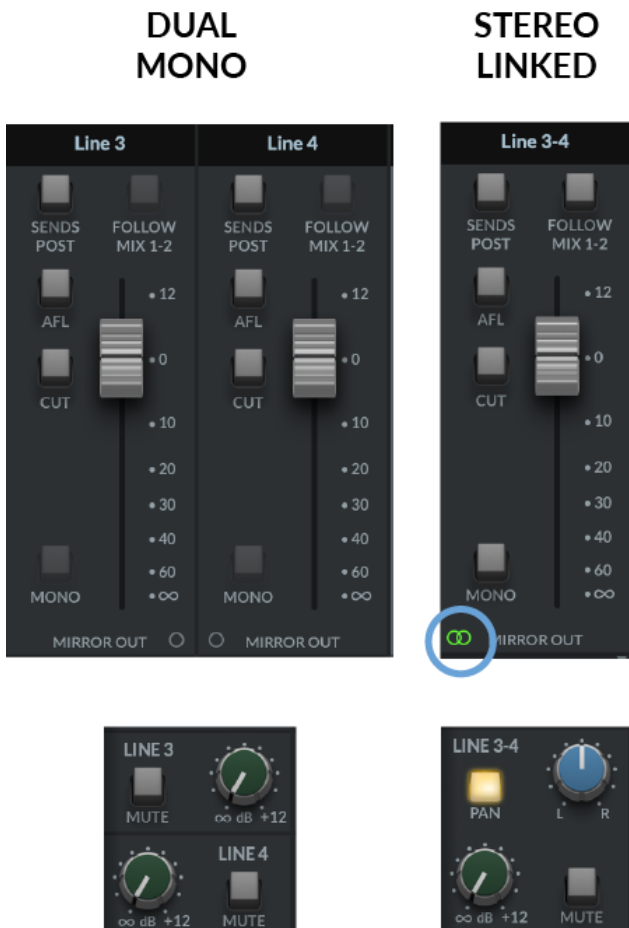 DUAL
MONO
STEREO
LINKED
Line 3
Line 4
Line 3-4
SENDS
POST
FOLLOW
MIX 1-2
SENDS
POST
FOLLOW
MIX 1-2
SENDS
POST
FOLLOW
MIX 1-2
AFL
12
AFL
12
AFL
12
CUT
0
CUT
0
CUT
0
10
10
10
20
20
20
30
30
30
40
40
40
MONO
60
MONO
60
MONO
60
∞
∞
∞
MIRROR OUT
MIRROR OUT
MIRROR OUT
LINE 3
MUTE
∞ dB +12
LINE 4
∞ dB +12
MUTE
LINE 3-4
PAN
L R
∞ dB +12
MUTE